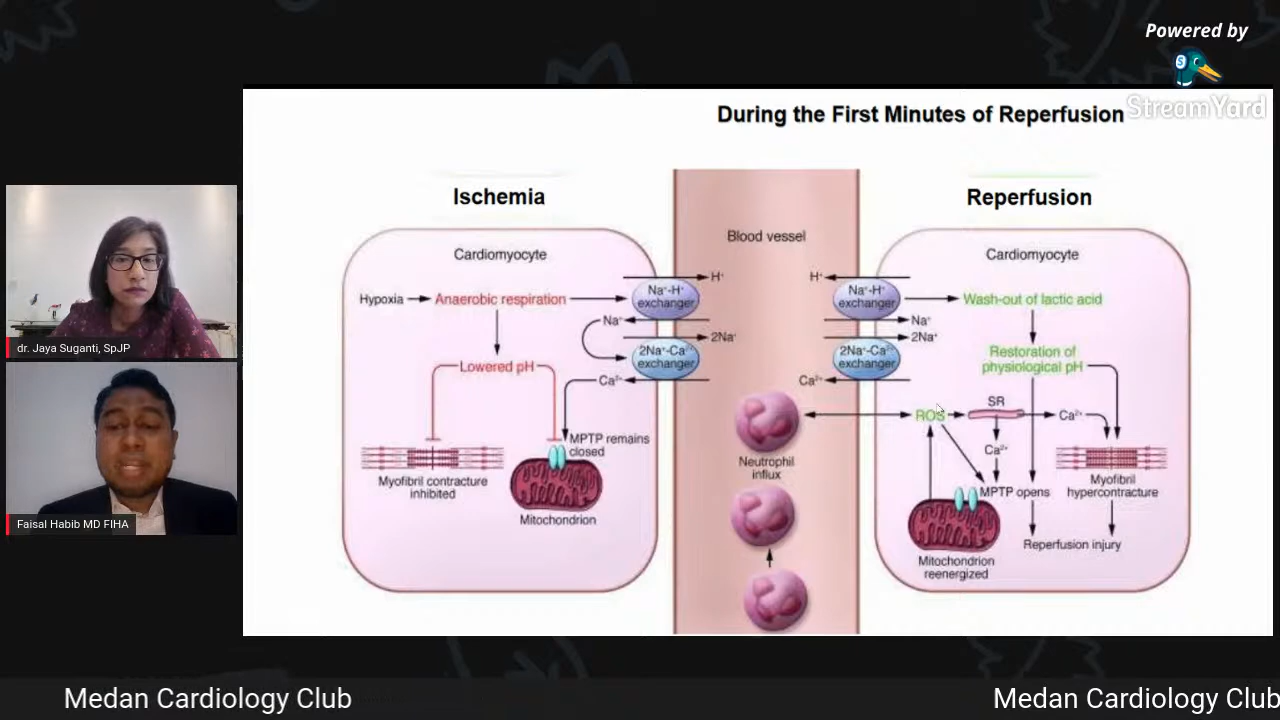 Powered by
StreamYard
During the First Minutes of Reperfusion
Ischemia
Cardiomyocyte
Hypoxia
Anaerobic respiration
Na⁺-H⁺
exchanger
H⁺
Na⁺
2Na⁺
2Na⁺-Ca²⁺
exchanger
Ca²⁺
Lowered pH
MPTP remains
closed
Myofibril contracture
inhibited
Mitochondrion
Blood vessel
Neutrophil
influx
Reperfusion
Cardiomyocyte
H⁺
Na⁺-H⁺
exchanger
Wash-out of lactic acid
Na⁺
2Na⁺
2Na⁺-Ca²⁺
exchanger
Ca²⁺
Restoration of
physiological pH
ROS
SR
Ca²⁺
Ca²⁺
MPTP opens
Myofibril
hypercontracture
Reperfusion injury
Mitochondrion
reenergized
dr. Jaya Suganti, SpJP
Faisal Habib MD FIHA
Medan Cardiology Club
Medan Cardiology Club